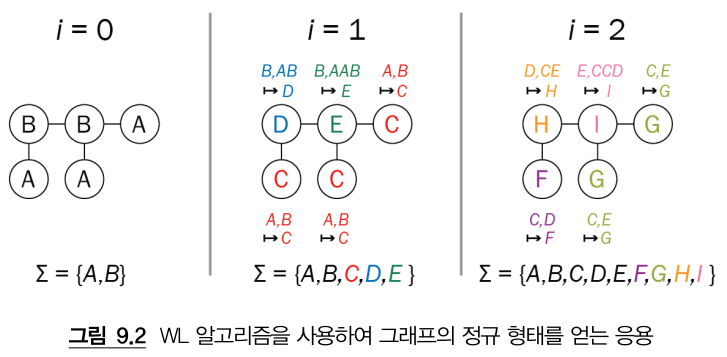 i = 0
i = 1
i = 2
B,AB
↦ D
B,AAB
↦ E
A,B
↦ C
D,CE
↦ H
E,CCD
↦ I
C,E
↦ G
B B A
D E C
H I G
A A
C C
F G
A,B
↦ C
A,B
↦ C
C,D
↦ F
C,E
↦ G
Σ = {A,B}
Σ = {A,B,C,D,E }
Σ = {A,B,C,D,E,F,G,H,I }
그림 9.2 WL 알고리즘을 사용하여 그래프의 정규 형태를 얻는 응용